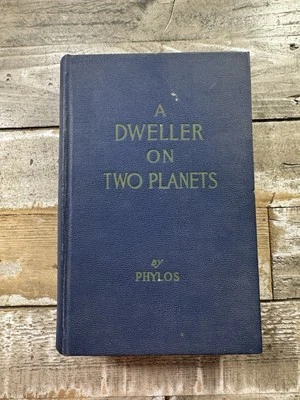 A
DWELLER
ON
TWO PLANETS
By
PHYLOS